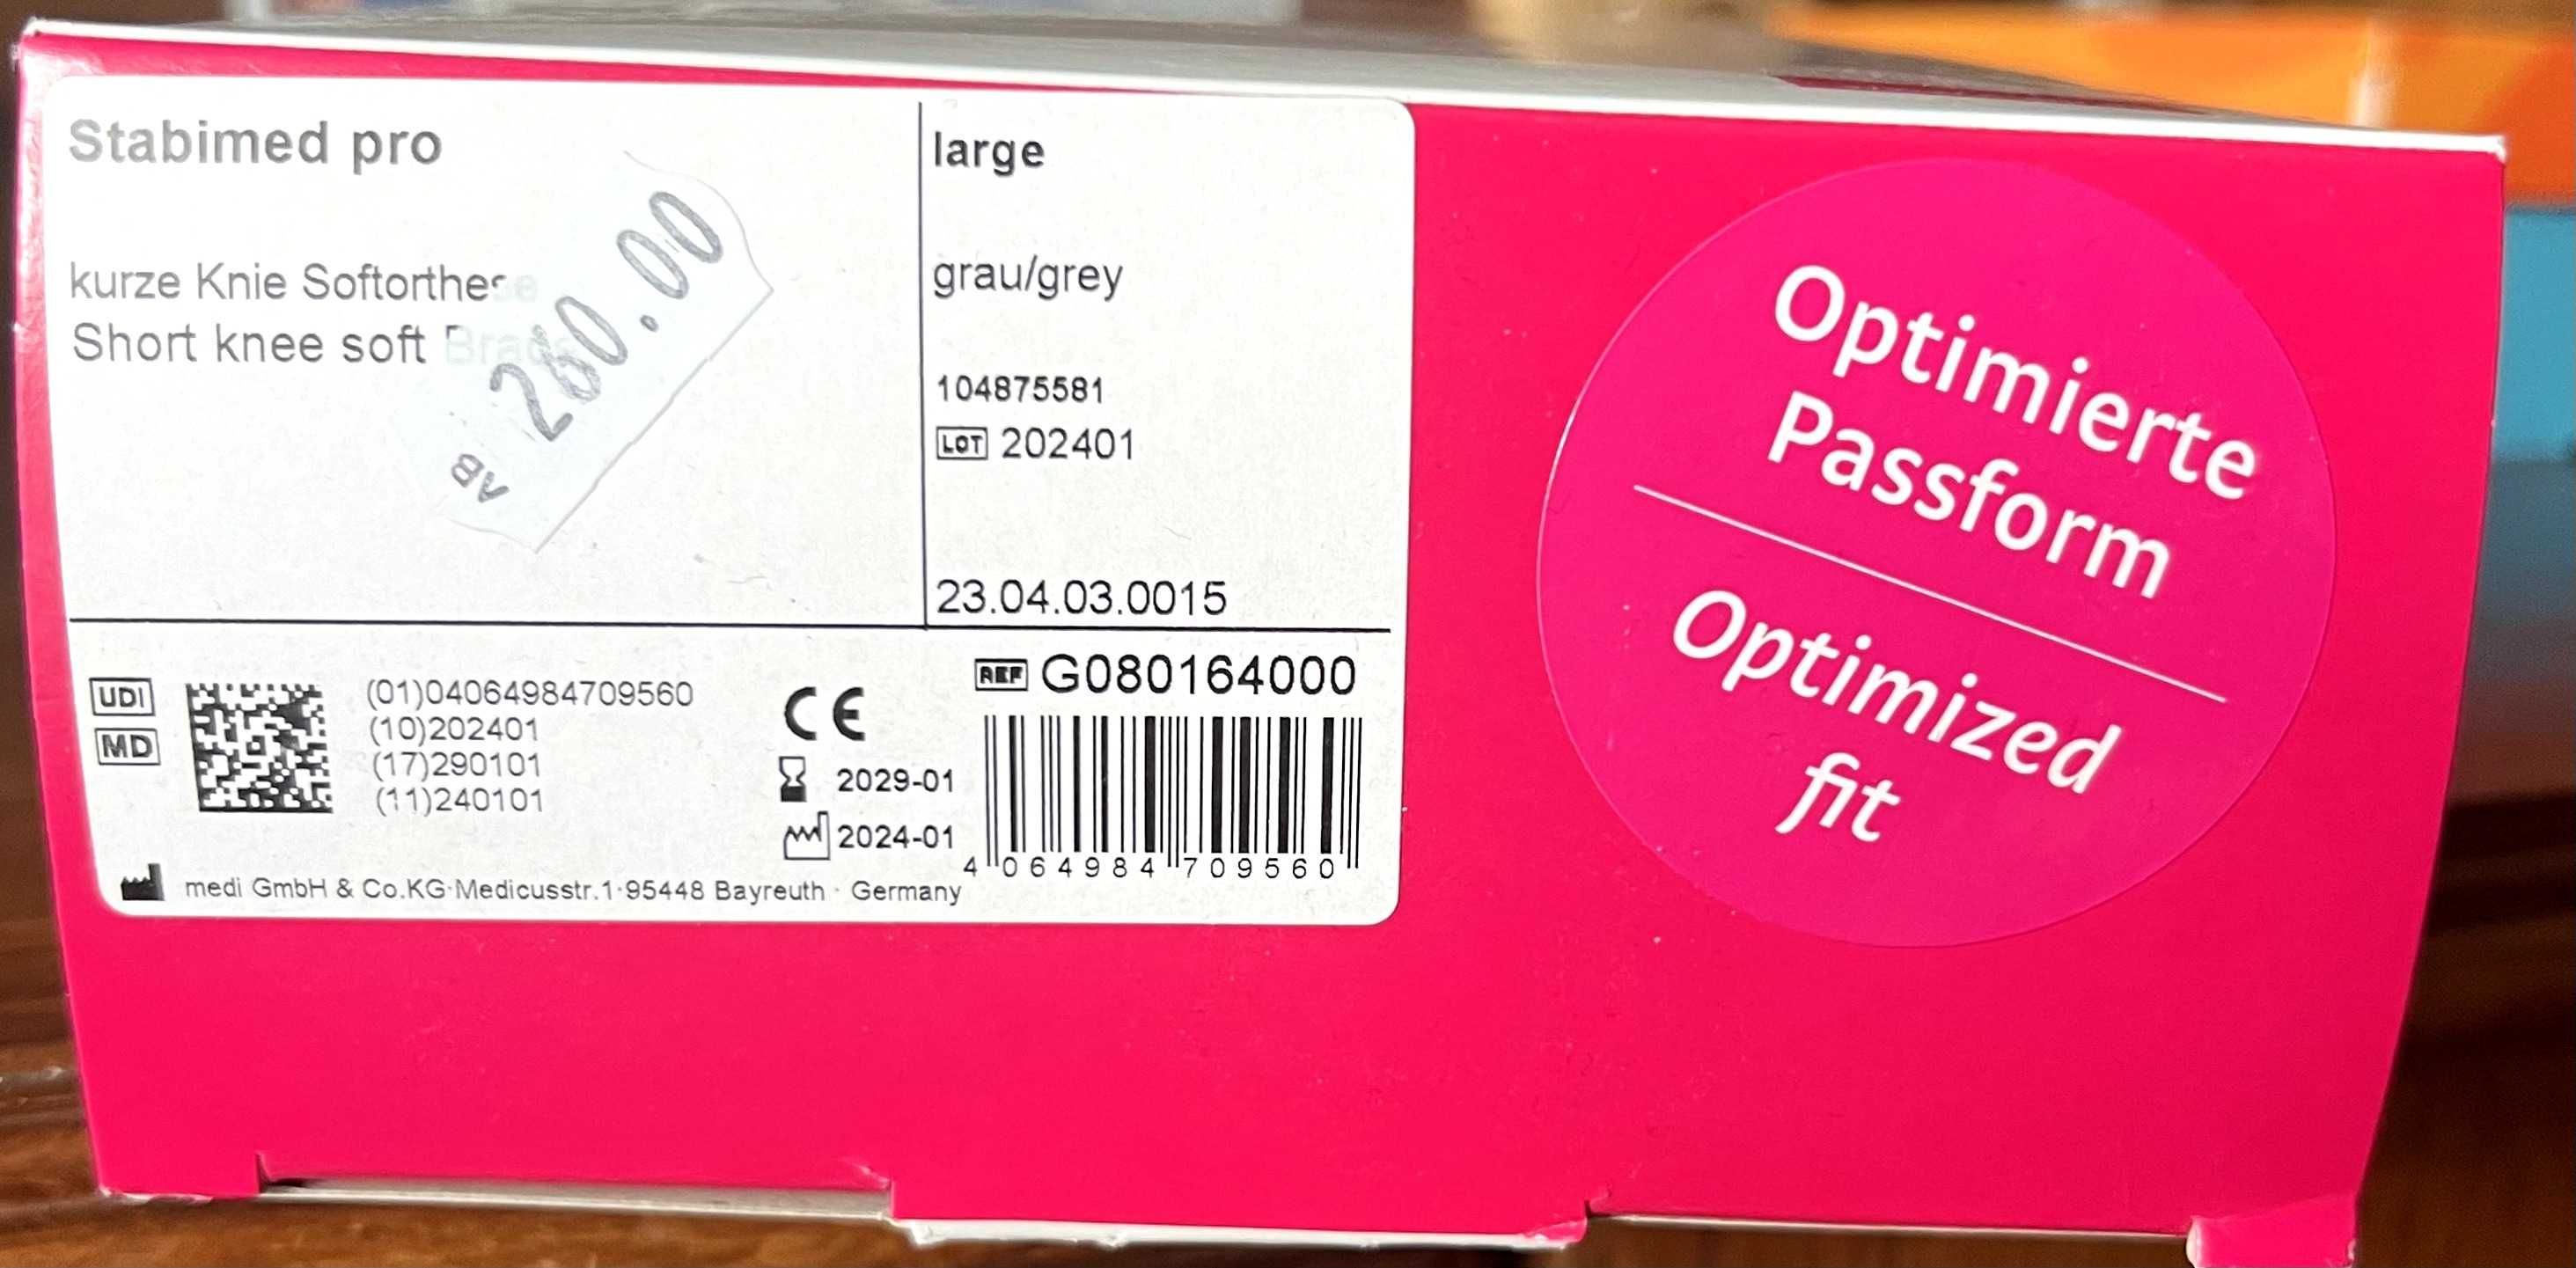 Stabimed pro
kurze Knie Softorthese
Short knee soft Brace
260.00
av
large
grau/grey
104875581
LOT 202401
23.04.03.0015
UDI
MD
(01)04064984709560
(10)202401
(17)290101
(11)240101
CE
2029-01
2024-01
REF G080164000
4 064984 709560
medi GmbH & Co.KG·Medicusstr.1·95448 Bayreuth · Germany
Optimierte
Passform
Optimized
fit